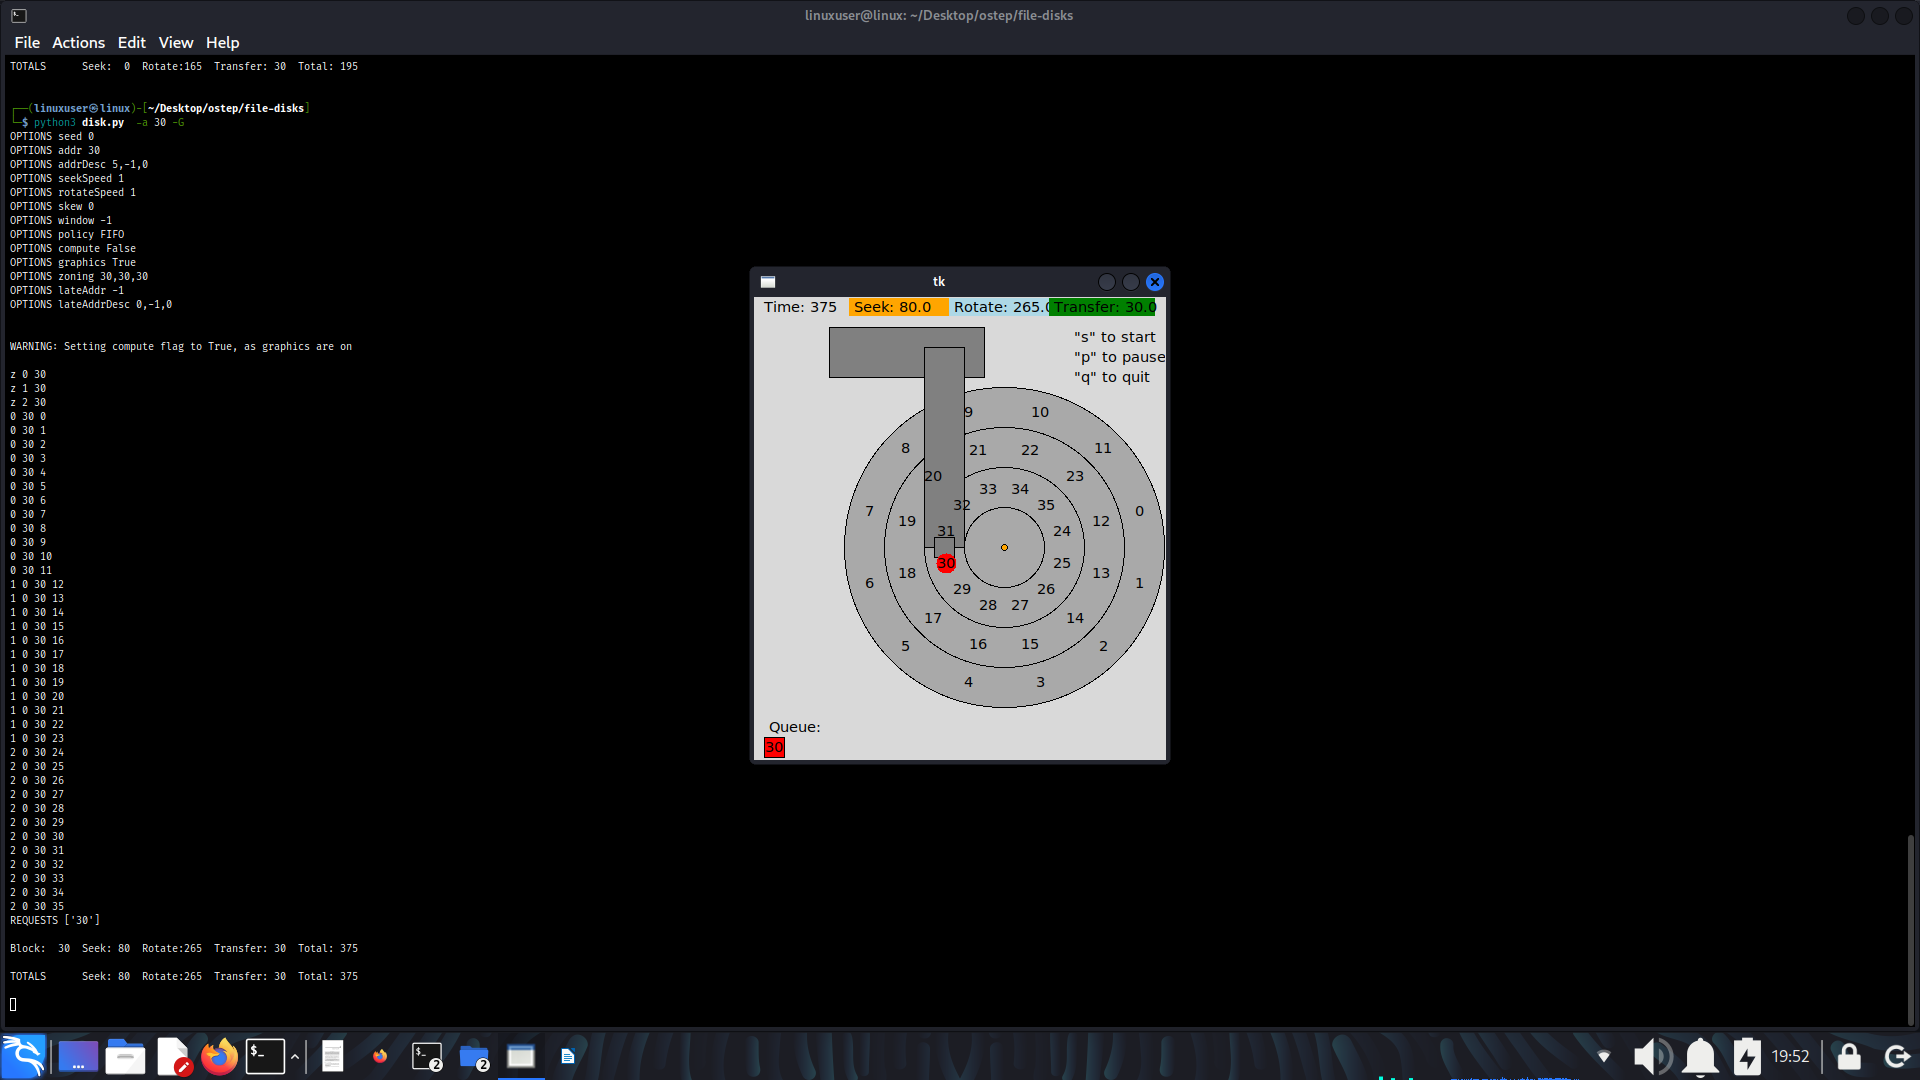 linuxuser@linux: ~/Desktop/ostep/file-disks
File Actions Edit View Help
TOTALS      Seek:  0  Rotate:165  Transfer: 30  Total: 195
┌──(linuxuser㉿linux)-[~/Desktop/ostep/file-disks]
└─$ python3 disk.py  -a 30 -G
OPTIONS seed 0
OPTIONS addr 30
OPTIONS addrDesc 5,-1,0
OPTIONS seekSpeed 1
OPTIONS rotateSpeed 1
OPTIONS skew 0
OPTIONS window -1
OPTIONS policy FIFO
OPTIONS compute False
OPTIONS graphics True
OPTIONS zoning 30,30,30
OPTIONS lateAddr -1
OPTIONS lateAddrDesc 0,-1,0
WARNING: Setting compute flag to True, as graphics are on
z 0 30
z 1 30
z 2 30
0 30 0
0 30 1
0 30 2
0 30 3
0 30 4
0 30 5
0 30 6
0 30 7
0 30 8
0 30 9
0 30 10
0 30 11
1 0 30 12
1 0 30 13
1 0 30 14
1 0 30 15
1 0 30 16
1 0 30 17
1 0 30 18
1 0 30 19
1 0 30 20
1 0 30 21
1 0 30 22
1 0 30 23
2 0 30 24
2 0 30 25
2 0 30 26
2 0 30 27
2 0 30 28
2 0 30 29
2 0 30 30
2 0 30 31
2 0 30 32
2 0 30 33
2 0 30 34
2 0 30 35
REQUESTS ['30']
Block:  30  Seek: 80  Rotate:265  Transfer: 30  Total: 375
TOTALS      Seek: 80  Rotate:265  Transfer: 30  Total: 375
tk
Time: 375 Seek: 80.0 Rotate: 265.0 Transfer: 30.0
"s" to start
"p" to pause
"q" to quit
9 10
8 21 22 11
20 23
33 34
7 32 35 0
19 31 24 12
30 25
18 13
6 29 26 1
28 27
17 14
5 16 15 2
4 3
Queue:
30
$_
$_ 2
2
19:52